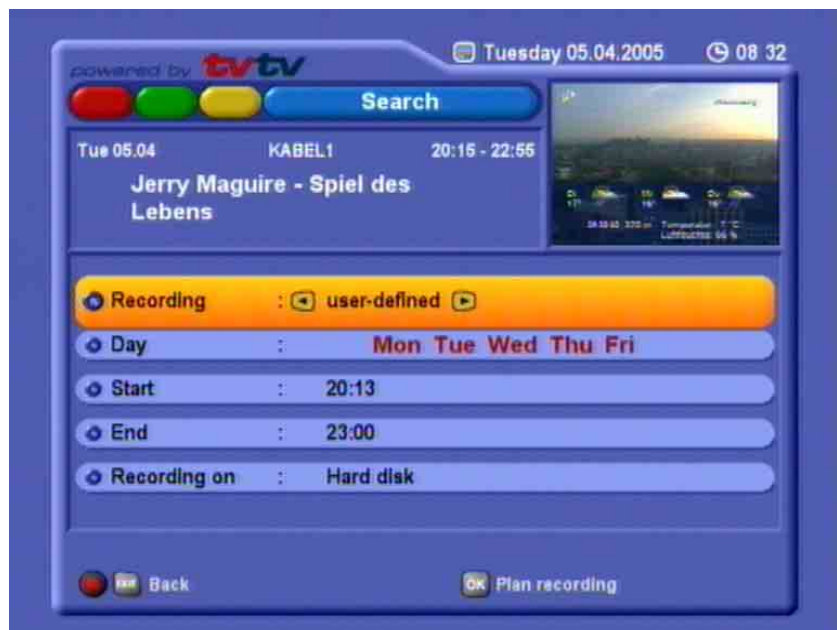 Tuesday 05.04.2005 08 32
powered by tvtv
Search
Tue 05.04 KABEL1 20:15 - 22:55
Jerry Maguire - Spiel des
Lebens
Recording : user-defined
Day : Mon Tue Wed Thu Fri
Start : 20:13
End : 23:00
Recording on : Hard disk
EXIT Back OK Plan recording